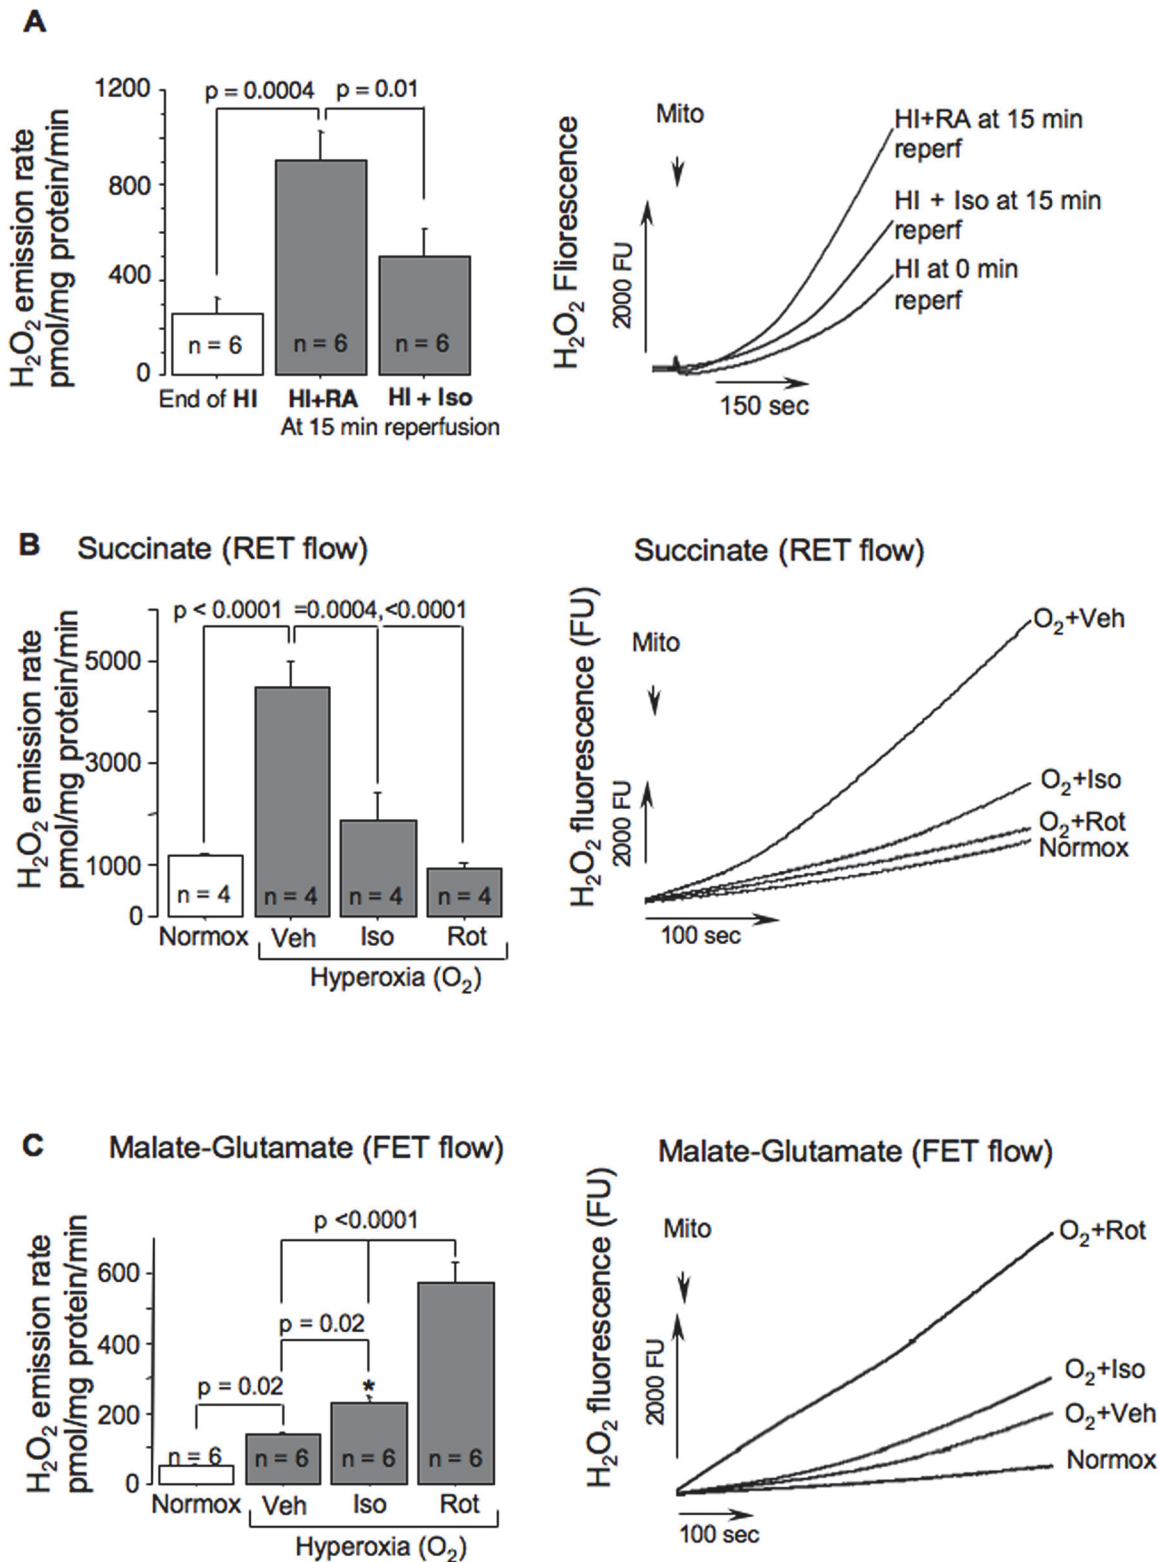 A
H2O2 emission rate
pmol/mg protein/min
1200
800
400
0
p = 0.0004
p = 0.01
n = 6
n = 6
n = 6
End of HI
HI+RA
HI + Iso
At 15 min reperfusion
H2O2 Fliorescence
2000 FU
Mito
HI+RA at 15 min
reperf
HI + Iso at 15 min
reperf
HI at 0 min
reperf
150 sec
B
Succinate (RET flow)
H2O2 emission rate
pmol/mg protein/min
p < 0.0001
=0.0004,
<0.0001
5000
3000
1000
0
n = 4
n = 4
n = 4
n = 4
Normox
Veh
Iso
Rot
Hyperoxia (O2)
Succinate (RET flow)
H2O2 fluorescence (FU)
2000 FU
Mito
O2+Veh
O2+Iso
O2+Rot
Normox
100 sec
C
Malate-Glutamate (FET flow)
H2O2 emission rate
pmol/mg protein/min
600
400
200
0
p <0.0001
p = 0.02
p = 0.02
*
n = 6
n = 6
n = 6
n = 6
Normox
Veh
Iso
Rot
Hyperoxia (O2)
Malate-Glutamate (FET flow)
H2O2 fluorescence (FU)
2000 FU
Mito
O2+Rot
O2+Iso
O2+Veh
Normox
100 sec